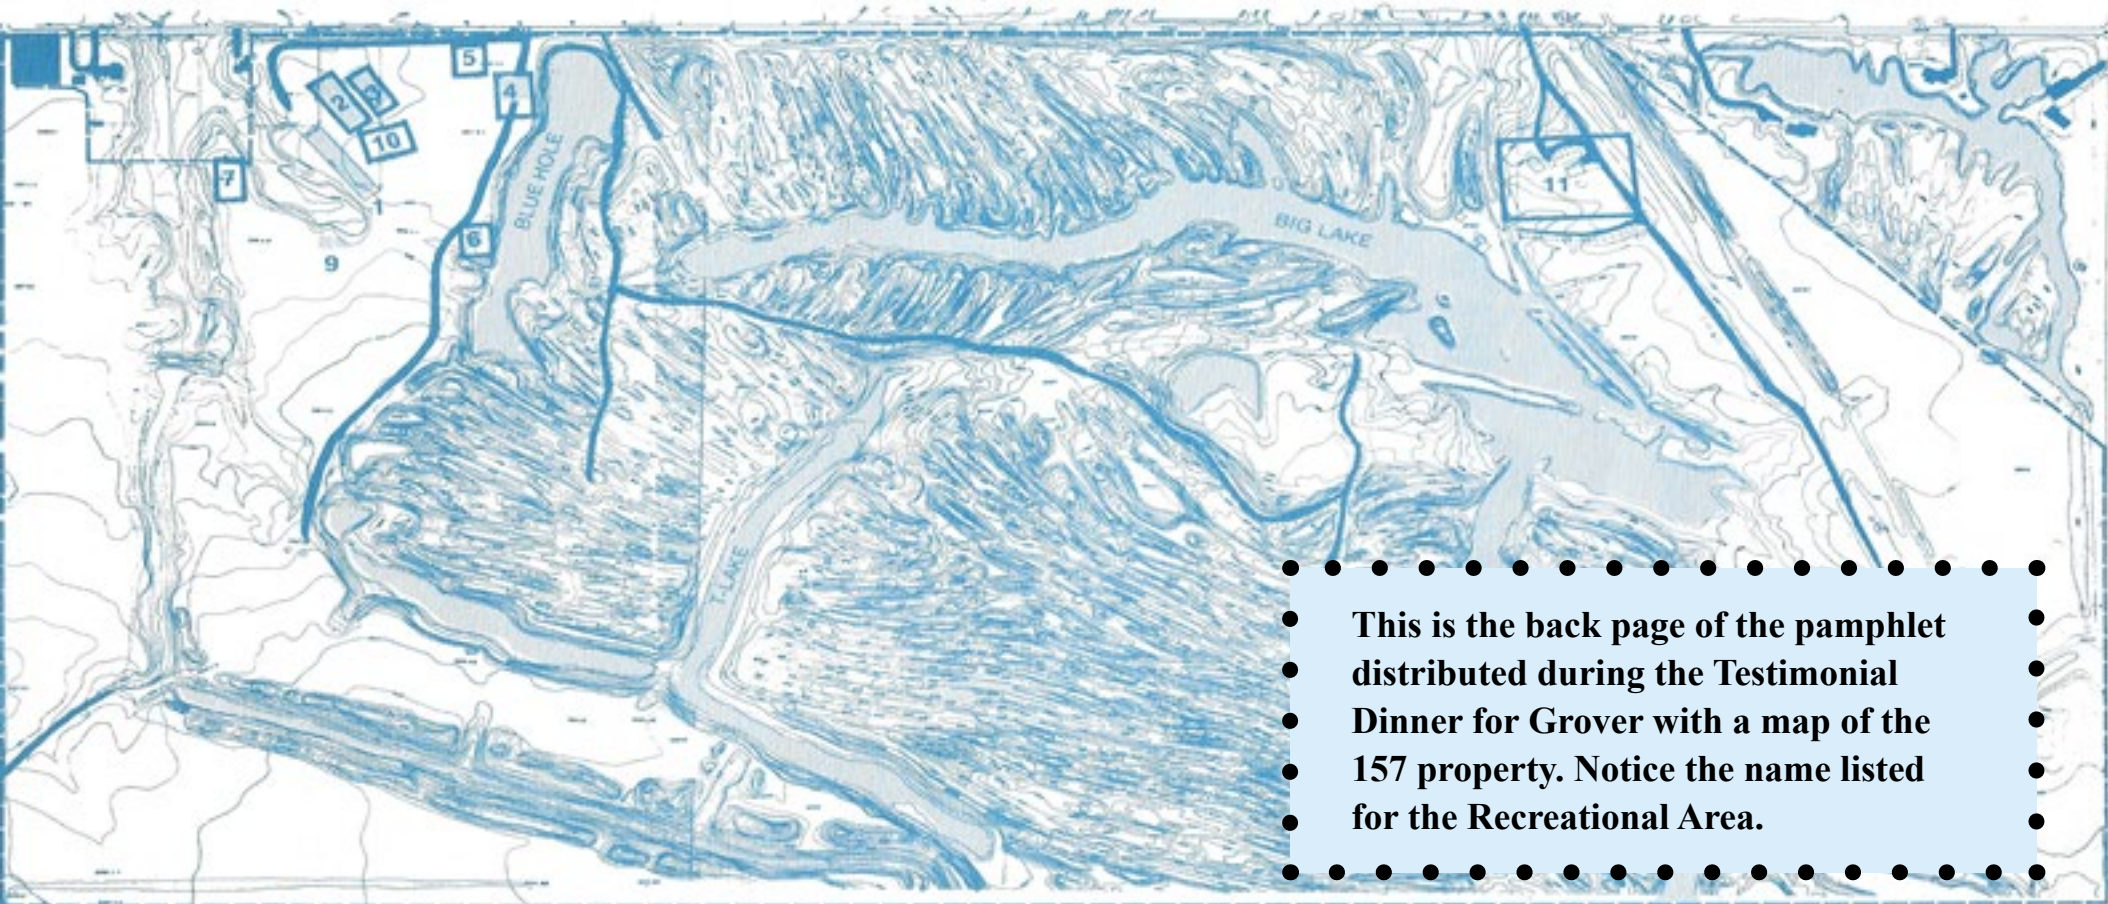 5
4
2
3
10
7
6
1
9
BLUE HOLE
BIG LAKE
11
T-LAKE
This is the back page of the pamphlet
distributed during the Testimonial
Dinner for Grover with a map of the
157 property. Notice the name listed
for the Recreational Area.